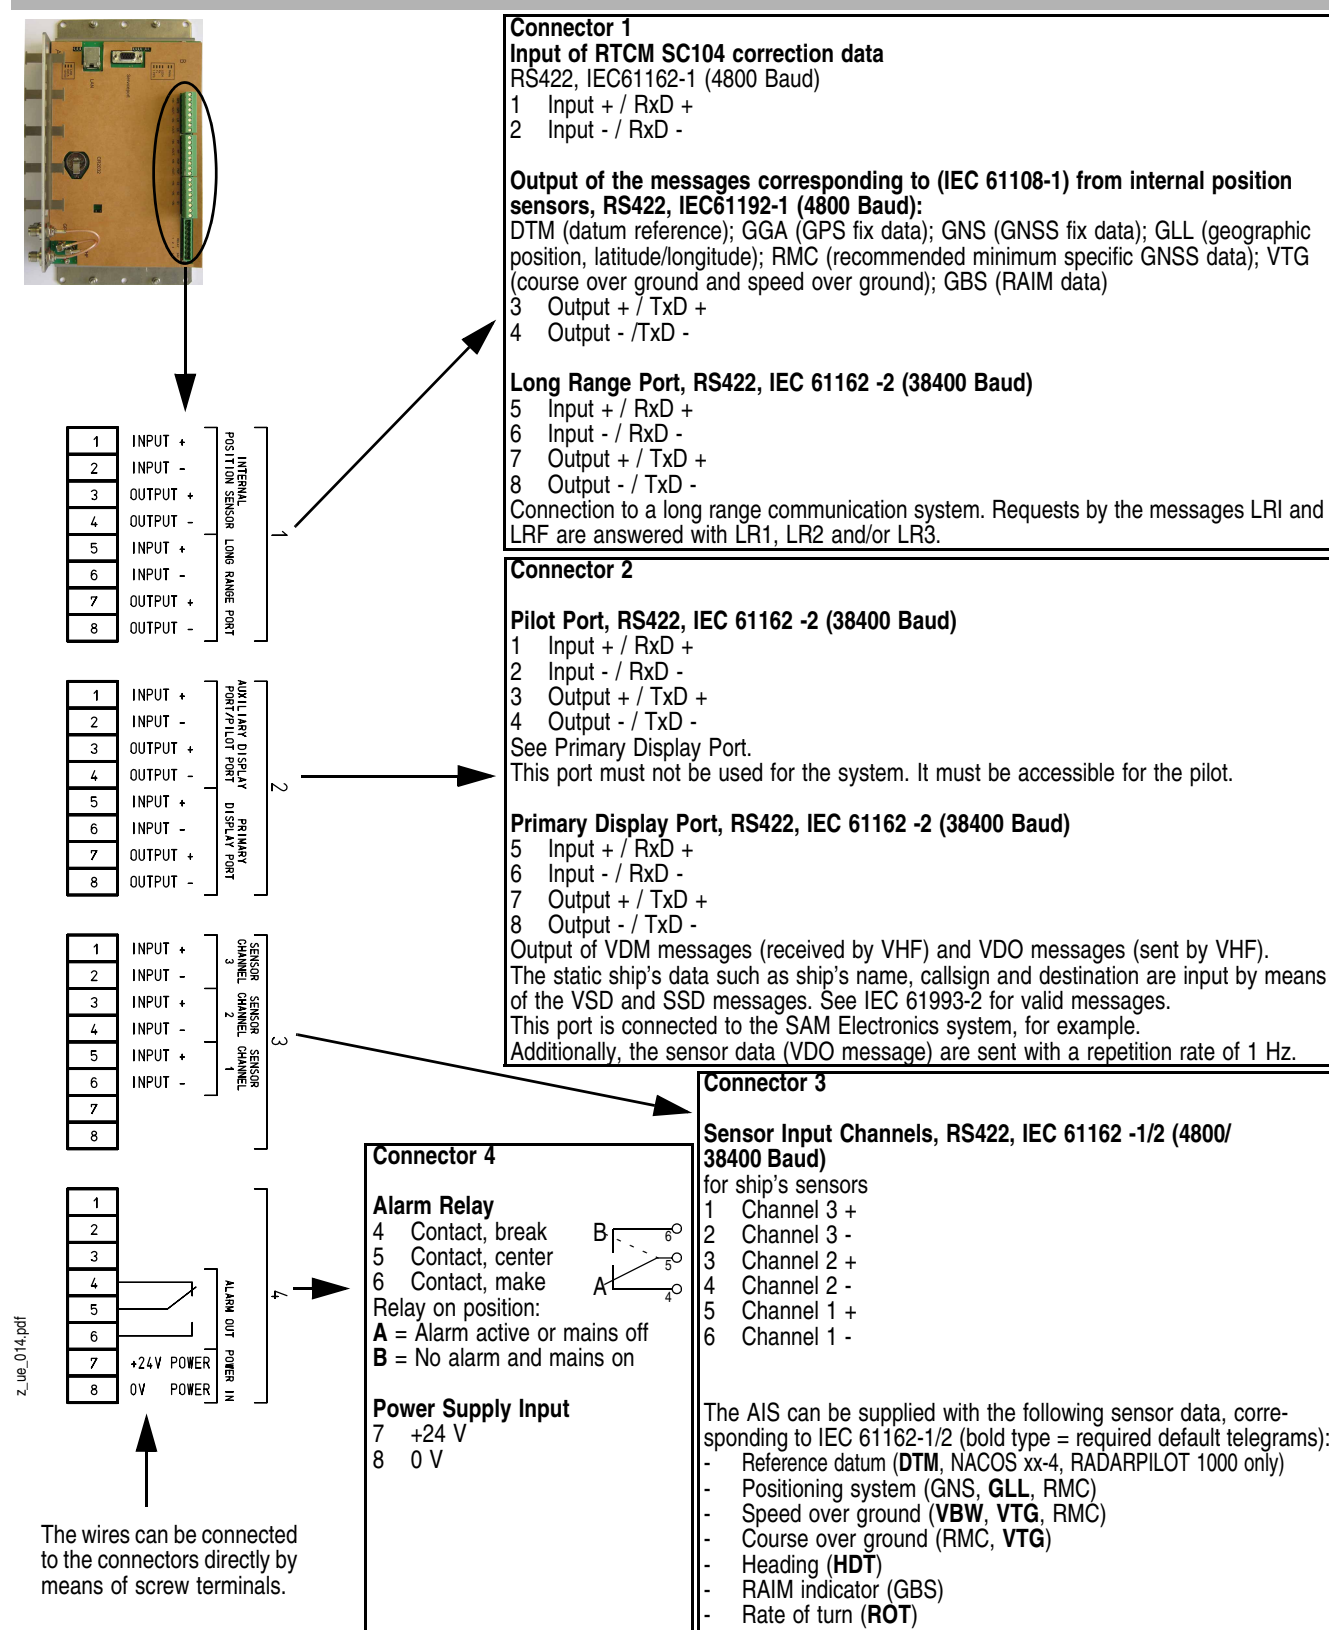 Connector 1
Input of RTCM SC104 correction data
RS422, IEC61162-1 (4800 Baud)
1 Input + / RxD +
2 Input - / RxD -
Output of the messages corresponding to (IEC 61108-1) from internal position
sensors, RS422, IEC61192-1 (4800 Baud):
DTM (datum reference); GGA (GPS fix data); GNS (GNSS fix data); GLL (geographic
position, latitude/longitude); RMC (recommended minimum specific GNSS data); VTG
(course over ground and speed over ground); GBS (RAIM data)
3 Output + / TxD +
4 Output - /TxD -
Long Range Port, RS422, IEC 61162 -2 (38400 Baud)
5 Input + / RxD +
6 Input - / RxD -
7 Output + / TxD +
8 Output - / TxD -
Connection to a long range communication system. Requests by the messages LRI and
LRF are answered with LR1, LR2 and/or LR3.
1 INPUT +
2 INPUT -
3 OUTPUT +
4 OUTPUT -
5 INPUT +
6 INPUT -
7 OUTPUT +
8 OUTPUT -
INTERNAL
POSITION SENSOR
LONG RANGE PORT
1
Connector 2
Pilot Port, RS422, IEC 61162 -2 (38400 Baud)
1 Input + / RxD +
2 Input - / RxD -
3 Output + / TxD +
4 Output - / TxD -
See Primary Display Port.
This port must not be used for the system. It must be accessible for the pilot.
Primary Display Port, RS422, IEC 61162 -2 (38400 Baud)
5 Input + / RxD +
6 Input - / RxD -
7 Output + / TxD +
8 Output - / TxD -
Output of VDM messages (received by VHF) and VDO messages (sent by VHF).
The static ship's data such as ship's name, callsign and destination are input by means
of the VSD and SSD messages. See IEC 61993-2 for valid messages.
This port is connected to the SAM Electronics system, for example.
Additionally, the sensor data (VDO message) are sent with a repetition rate of 1 Hz.
1 INPUT +
2 INPUT -
3 OUTPUT +
4 OUTPUT -
5 INPUT +
6 INPUT -
7 OUTPUT +
8 OUTPUT -
AUXILIARY DISPLAY
PORT/PILOT PORT
PRIMARY
DISPLAY PORT
2
1 INPUT +
2 INPUT -
3 INPUT +
4 INPUT -
5 INPUT +
6 INPUT -
7
8
SENSOR
CHANNEL
3
SENSOR
CHANNEL
2
SENSOR
CHANNEL
1
3
Connector 3
Sensor Input Channels, RS422, IEC 61162 -1/2 (4800/
38400 Baud)
for ship's sensors
1 Channel 3 +
2 Channel 3 -
3 Channel 2 +
4 Channel 2 -
5 Channel 1 +
6 Channel 1 -
The AIS can be supplied with the following sensor data, corre-
sponding to IEC 61162-1/2 (bold type = required default telegrams):
- Reference datum (DTM, NACOS xx-4, RADARPILOT 1000 only)
- Positioning system (GNS, GLL, RMC)
- Speed over ground (VBW, VTG, RMC)
- Course over ground (RMC, VTG)
- Heading (HDT)
- RAIM indicator (GBS)
- Rate of turn (ROT)
Connector 4
Alarm Relay
4 Contact, break
5 Contact, center
6 Contact, make
B 6
5
A 4
Relay on position:
A = Alarm active or mains off
B = No alarm and mains on
Power Supply Input
7 +24 V
8 0 V
1
2
3
4
5
6
7 +24V POWER
8 0V POWER
ALARM OUT
POWER IN
4
The wires can be connected
to the connectors directly by
means of screw terminals.
z_ue_014.pdf